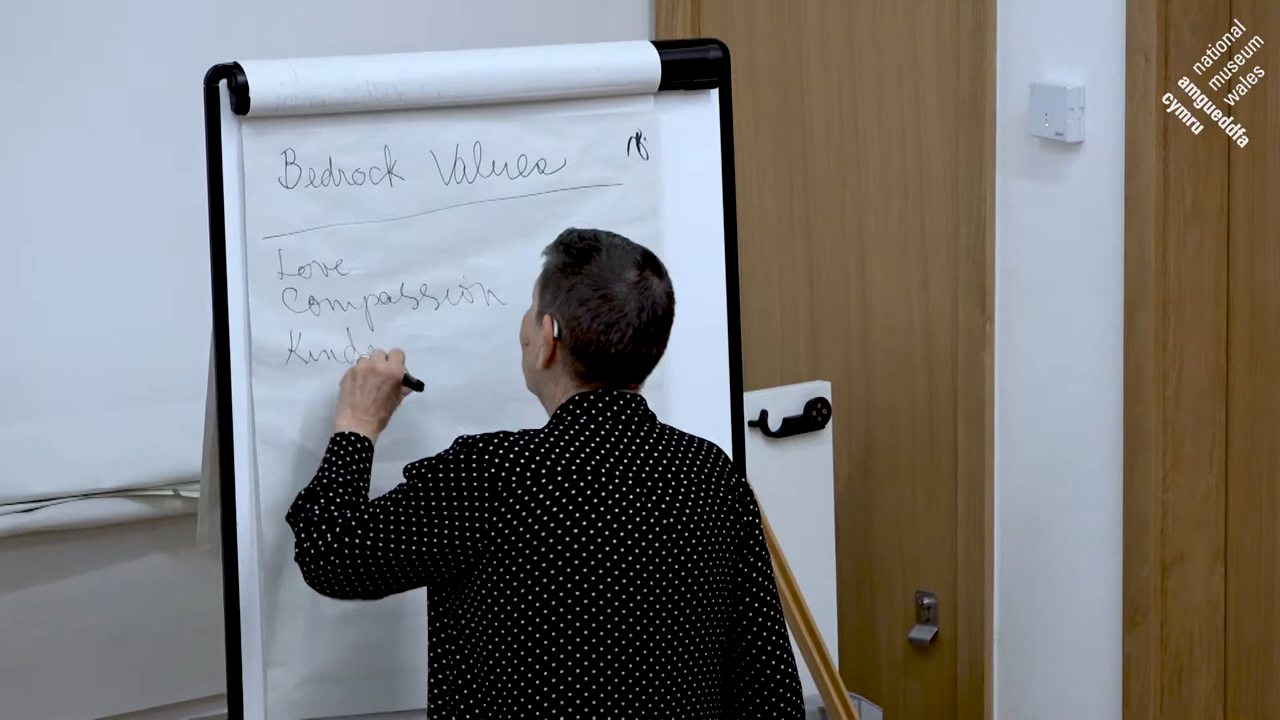 Bedrock Values
Love
Compassion
Kind
national
museum
wales
amgueddfa
cymru